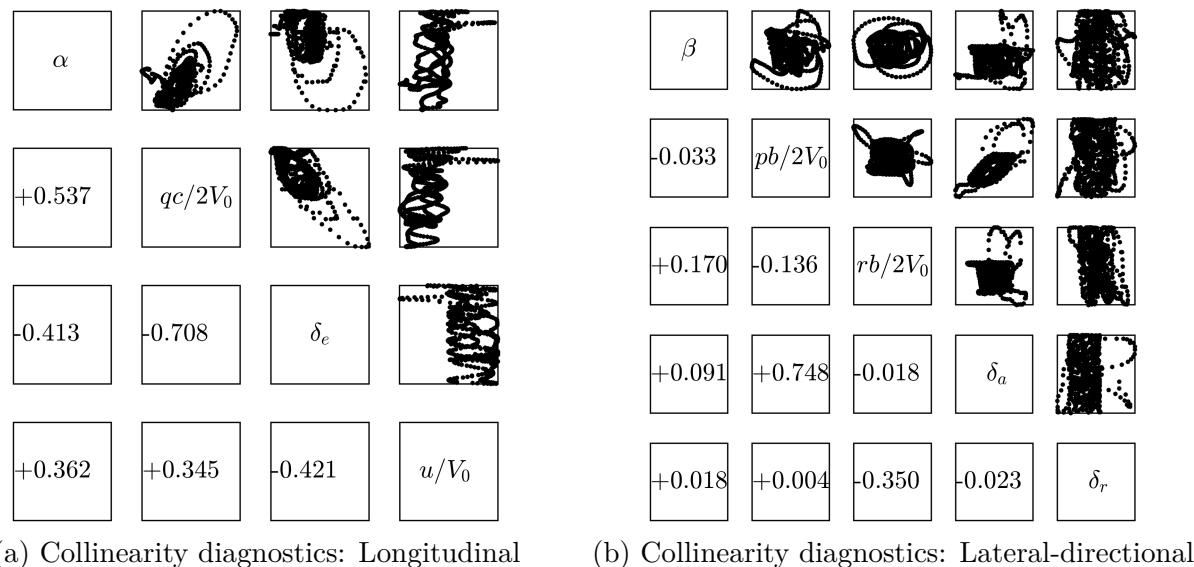 α
+0.537 qc/2V₀
-0.413 -0.708 δₑ
+0.362 +0.345 -0.421 u/V₀
(a) Collinearity diagnostics: Longitudinal
β
-0.033 pb/2V₀
+0.170 -0.136 rb/2V₀
+0.091 +0.748 -0.018 δₐ
+0.018 +0.004 -0.350 -0.023 δᵣ
(b) Collinearity diagnostics: Lateral-directional